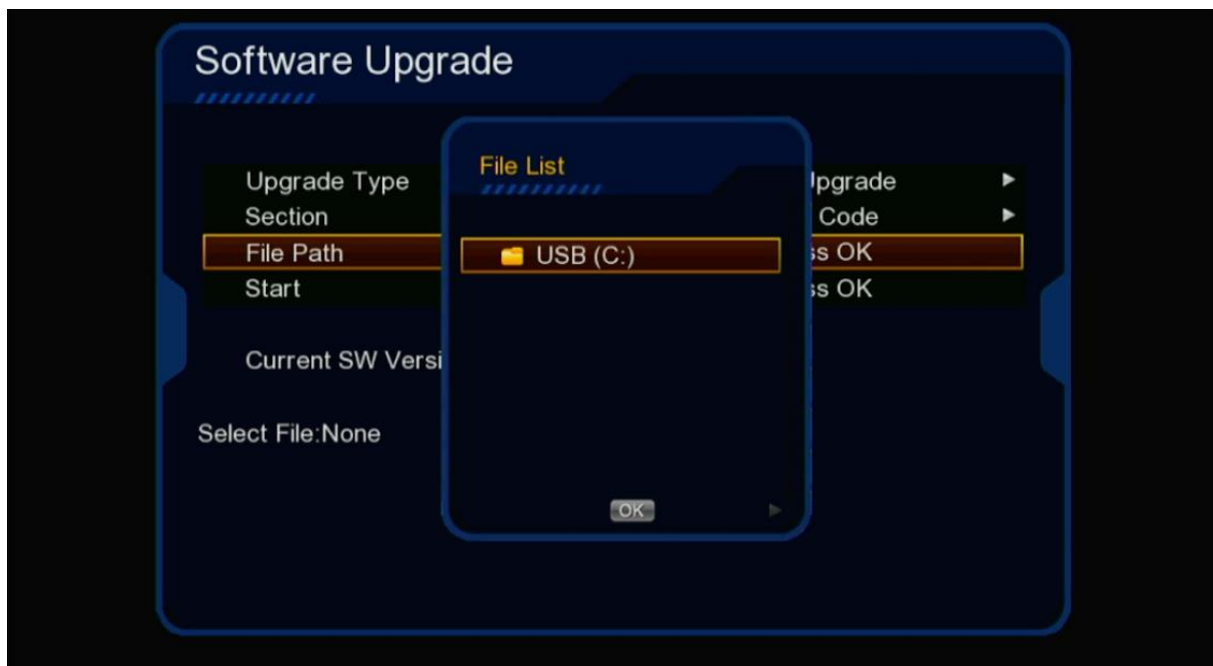 Software Upgrade
File List
Upgrade Type
pgrade
Section
Code
File Path
USB (C:)
ss OK
Start
ss OK
Current SW Versi
Select File:None
OK